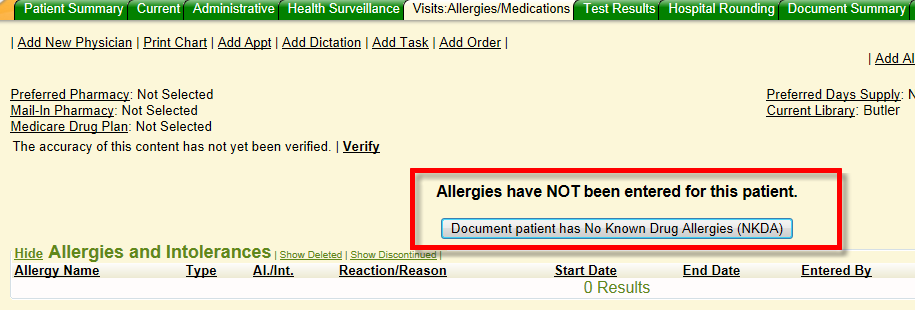 Patient Summary Current Administrative Health Surveillance Visits:Allergies/Medications Test Results Hospital Rounding Document Summary
| Add New Physician | Print Chart | Add Appt | Add Dictation | Add Task | Add Order |
| Add Al
Preferred Pharmacy: Not Selected
Preferred Days Supply: N
Mail-In Pharmacy: Not Selected
Current Library: Butler
Medicare Drug Plan: Not Selected
The accuracy of this content has not yet been verified. | Verify
Allergies have NOT been entered for this patient.
Document patient has No Known Drug Allergies (NKDA)
Hide Allergies and Intolerances | Show Deleted | Show Discontinued |
Allergy Name Type Al./Int. Reaction/Reason Start Date End Date Entered By
0 Results